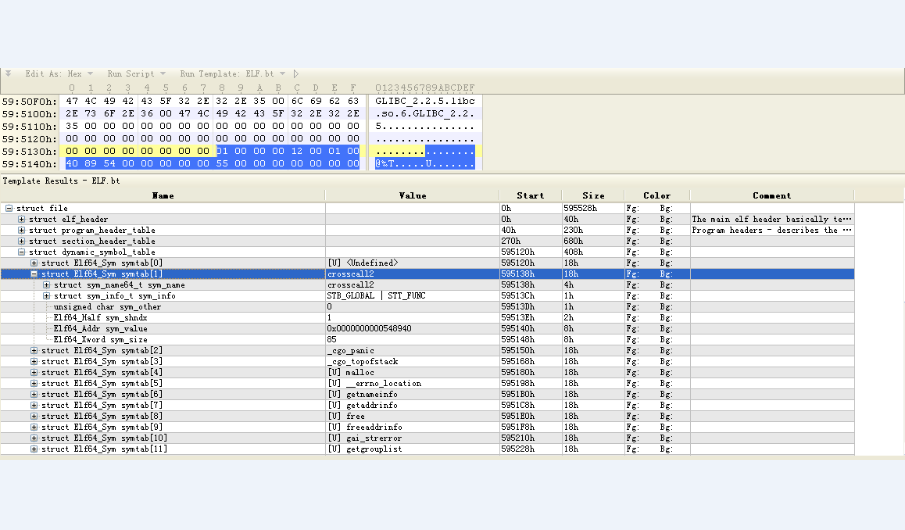 Edit As: Hex Run Script Run Template: ELF.bt
0 1 2 3 4 5 6 7 8 9 A B C D E F 0123456789ABCDEF
59:50F0h: 47 4C 49 42 43 5F 32 2E 32 2E 35 00 6C 69 62 63 GLIBC_2.2.5.libc
59:5100h: 2E 73 6F 2E 36 00 47 4C 49 42 43 5F 32 2E 32 2E .so.6.GLIBC_2.2.
59:5110h: 35 00 00 00 00 00 00 00 00 00 00 00 00 00 00 00 5...............
59:5120h: 00 00 00 00 00 00 00 00 00 00 00 00 00 00 00 00 ................
59:5130h: 00 00 00 00 00 00 00 00 01 00 00 00 12 00 01 00 ................
59:5140h: 40 89 54 00 00 00 00 00 55 00 00 00 00 00 00 00 @‰T.....U.......
Template Results - ELF.bt
Name Value Start Size Color Comment
struct file 0h 595528h Fg: Bg:
struct elf_header 0h 40h Fg: Bg: The main elf header basically te...
struct program_header_table 40h 230h Fg: Bg: Program headers - describes the ...
struct section_header_table 270h 680h Fg: Bg:
struct dynamic_symbol_table 595120h 408h Fg: Bg:
struct Elf64_Sym symtab[0] [U] <Undefined> 595120h 18h Fg: Bg:
struct Elf64_Sym symtab[1] crosscall2 595138h 18h Fg: Bg:
struct sym_name64_t sym_name crosscall2 595138h 4h Fg: Bg:
struct sym_info_t sym_info STB_GLOBAL | STT_FUNC 59513Ch 1h Fg: Bg:
unsigned char sym_other 0 59513Dh 1h Fg: Bg:
Elf64_Half sym_shndx 1 59513Eh 2h Fg: Bg:
Elf64_Addr sym_value 0x0000000000548940 595140h 8h Fg: Bg:
Elf64_Xword sym_size 85 595148h 8h Fg: Bg:
struct Elf64_Sym symtab[2] _cgo_panic 595150h 18h Fg: Bg:
struct Elf64_Sym symtab[3] _cgo_topofstack 595168h 18h Fg: Bg:
struct Elf64_Sym symtab[4] [U] malloc 595180h 18h Fg: Bg:
struct Elf64_Sym symtab[5] [U] __errno_location 595198h 18h Fg: Bg:
struct Elf64_Sym symtab[6] [U] getnameinfo 5951B0h 18h Fg: Bg:
struct Elf64_Sym symtab[7] [U] getaddrinfo 5951C8h 18h Fg: Bg:
struct Elf64_Sym symtab[8] [U] free 5951E0h 18h Fg: Bg:
struct Elf64_Sym symtab[9] [U] freeaddrinfo 5951F8h 18h Fg: Bg:
struct Elf64_Sym symtab[10] [U] gai_strerror 595210h 18h Fg: Bg:
struct Elf64_Sym symtab[11] [U] getgrouplist 595228h 18h Fg: Bg: